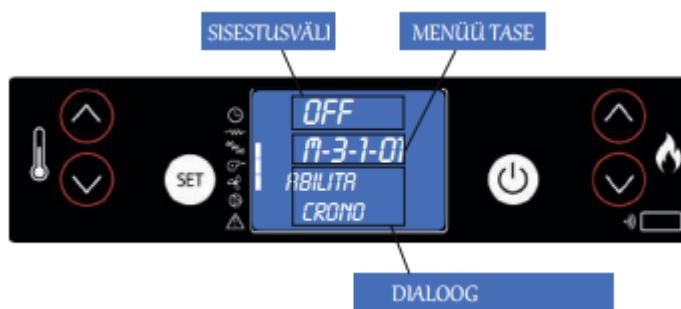 SISESTUSVÄLI
MENÜÜ TASE
OFF
M-3-1-01
SET
ABILITA
CRONO
DIALOOG